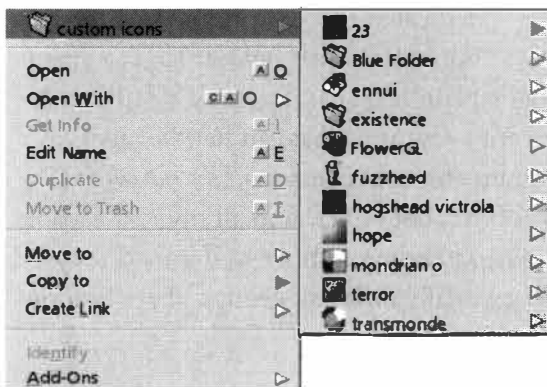 custom icons
Open A O
Open With C A O
Get Info A I
Edit Name A E
Duplicate A D
Move to Trash A T
Move to
Copy to
Create Link
Identify
Add-Ons
23
Blue Folder
ennui
existence
FlowerGL
fuzzhead
hogshead victrola
hope
mondrian o
terror
transmonde